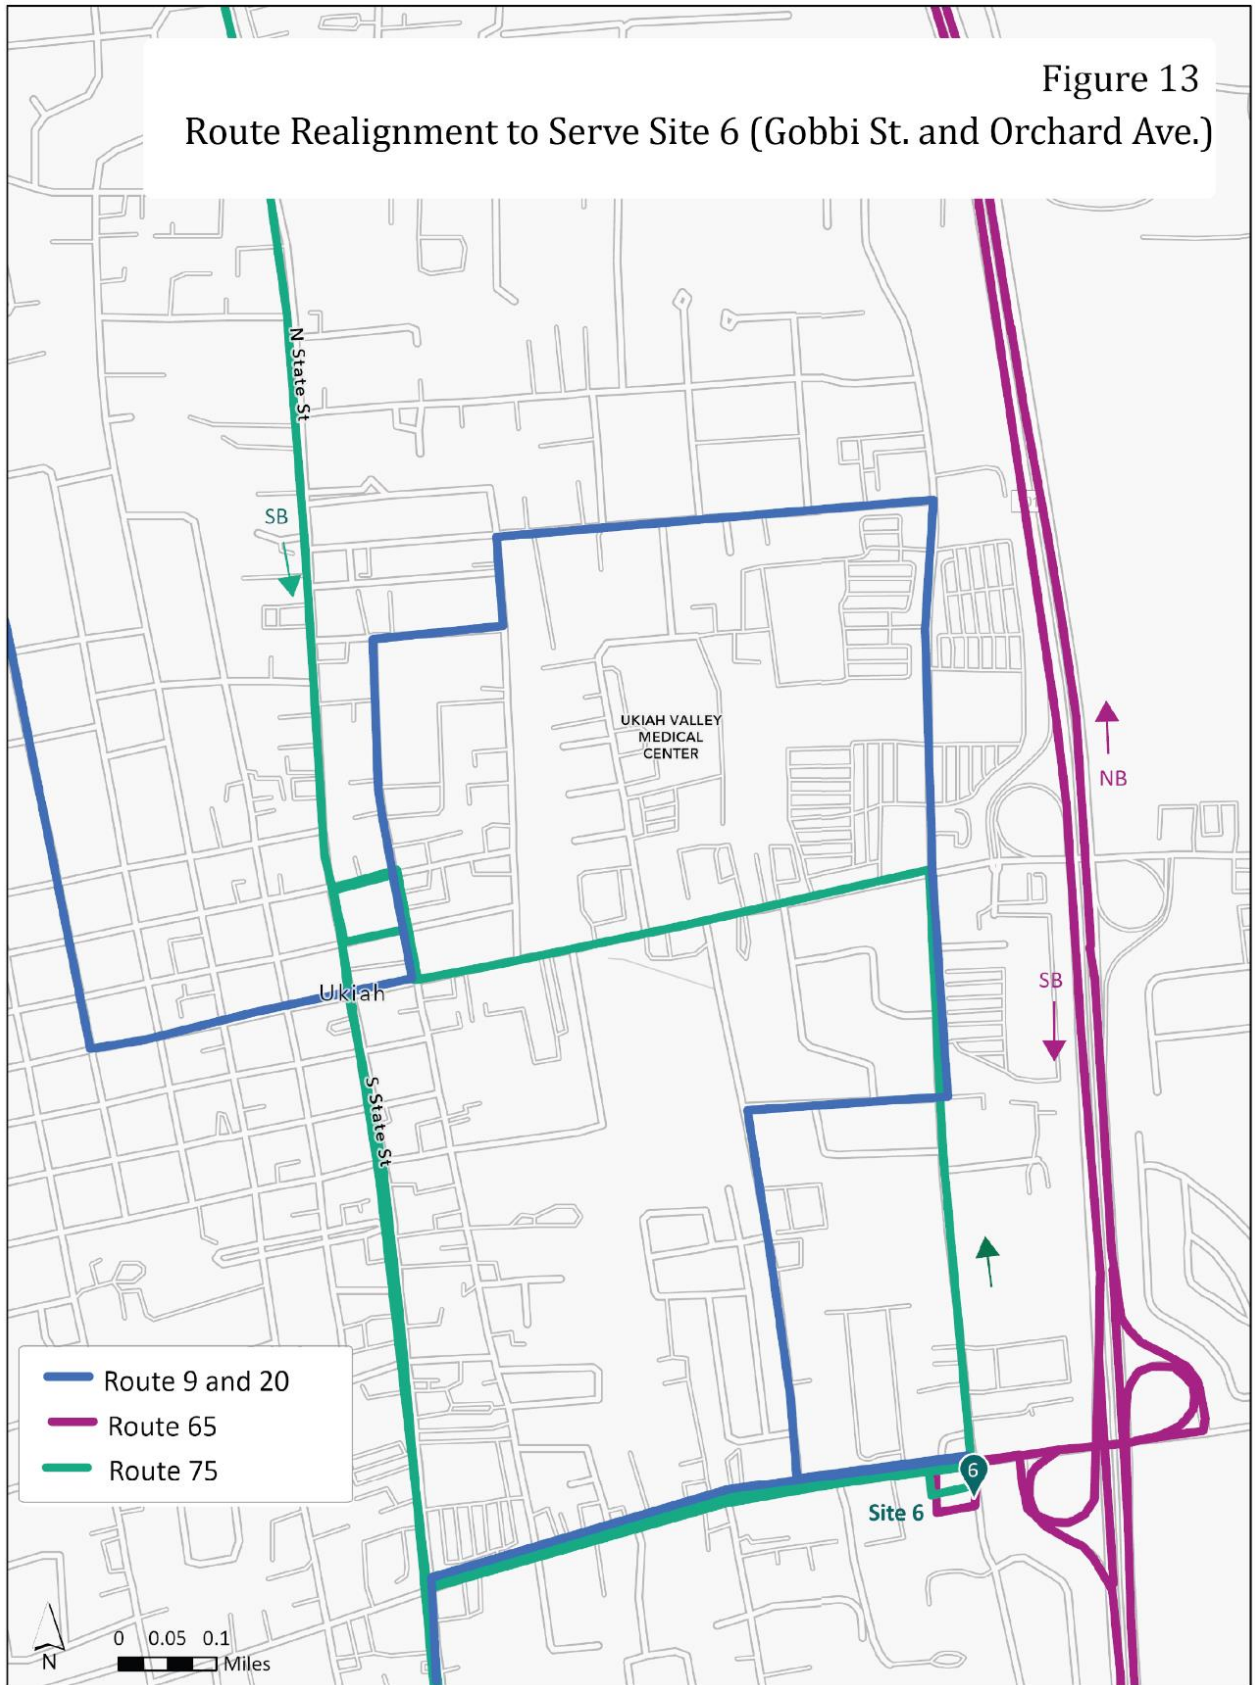 Figure 13
Route Realignment to Serve Site 6 (Gobbi St. and Orchard Ave.)
N State St
SB
UKIAH VALLEY
MEDICAL
CENTER
NB
SB
Ukiah
S State St
Route 9 and 20
Route 65
Route 75
6
Site 6
0 0.05 0.1
Miles
N